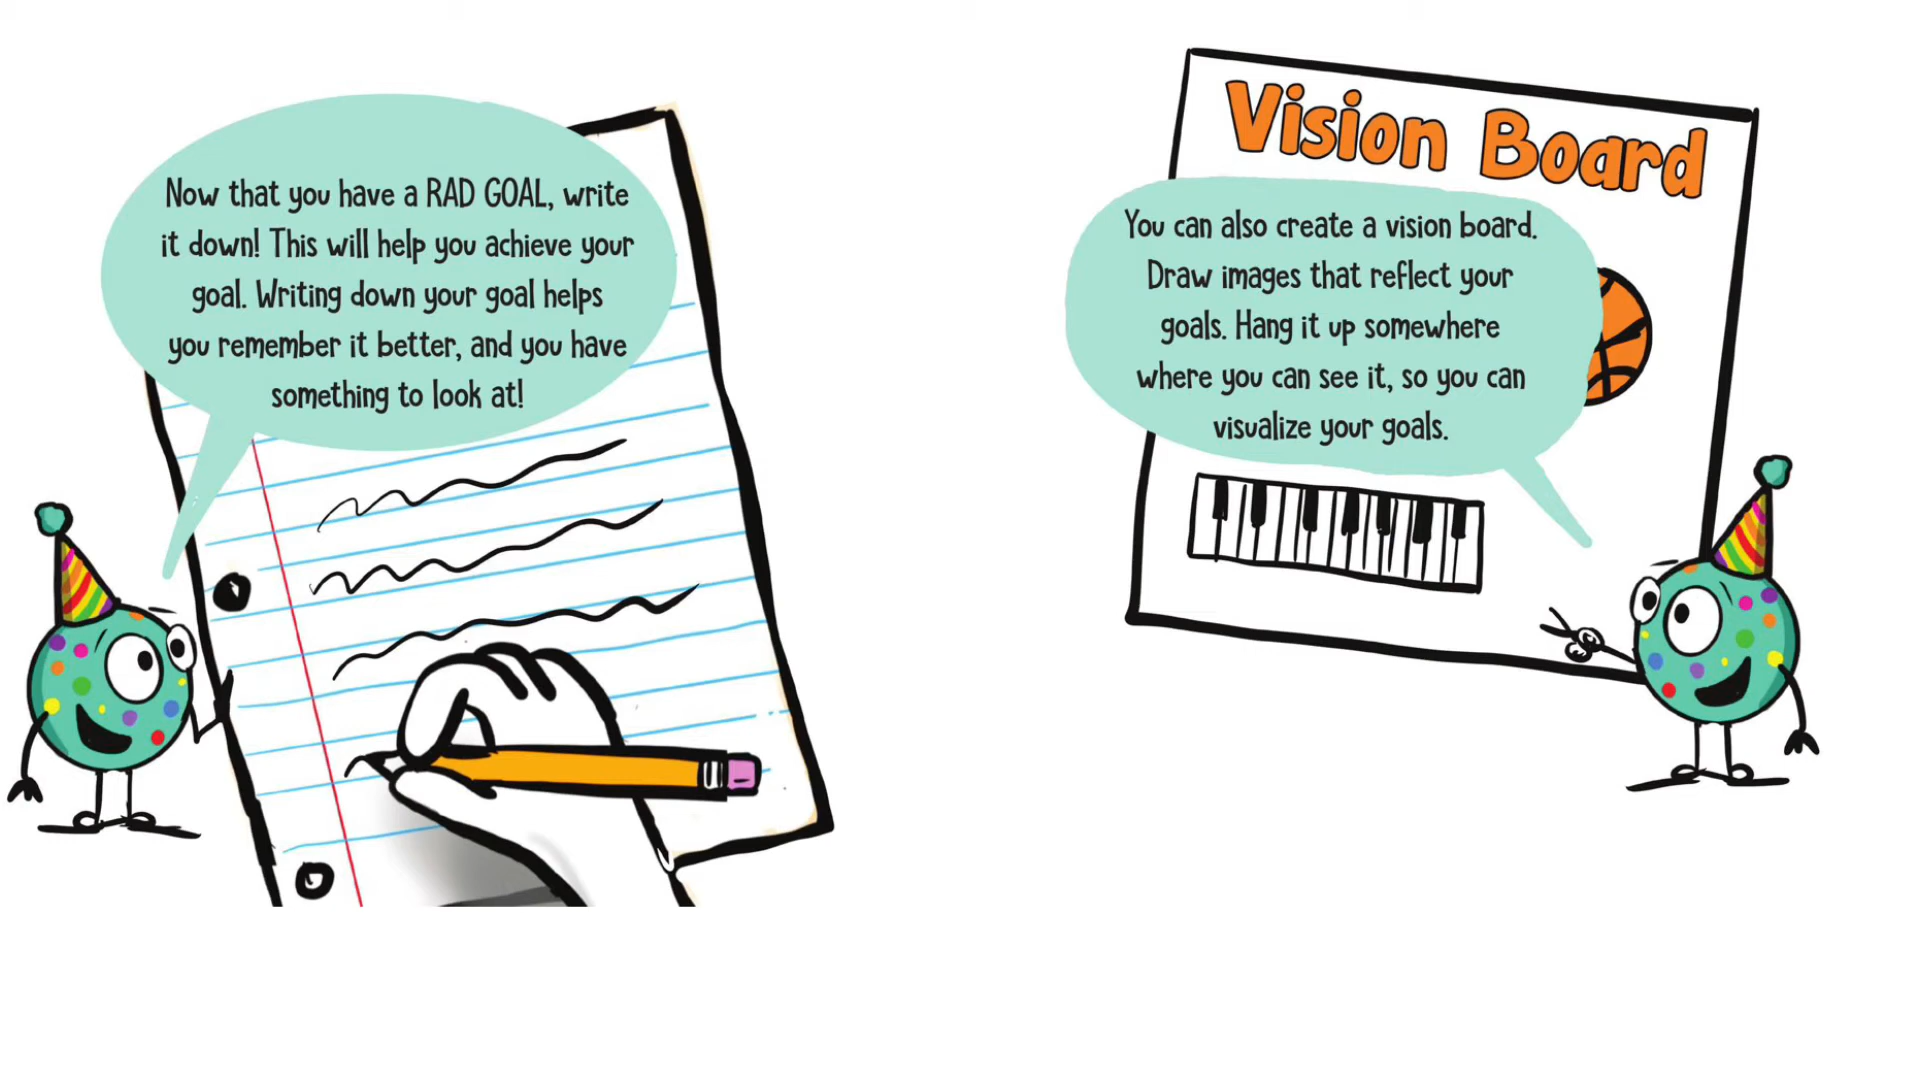 Now that you have a RAD GOAL, write
it down! This will help you achieve your
goal. Writing down your goal helps
you remember it better, and you have
something to look at!
Vision Board
You can also create a vision board.
Draw images that reflect your
goals. Hang it up somewhere
where you can see it, so you can
visualize your goals.